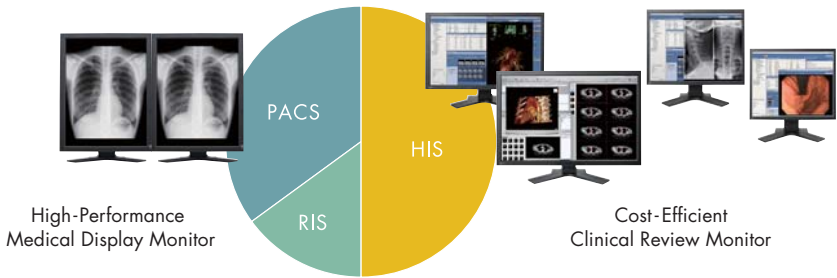 PACS
HIS
RIS
High-Performance
Medical Display Monitor
Cost-Efficient
Clinical Review Monitor